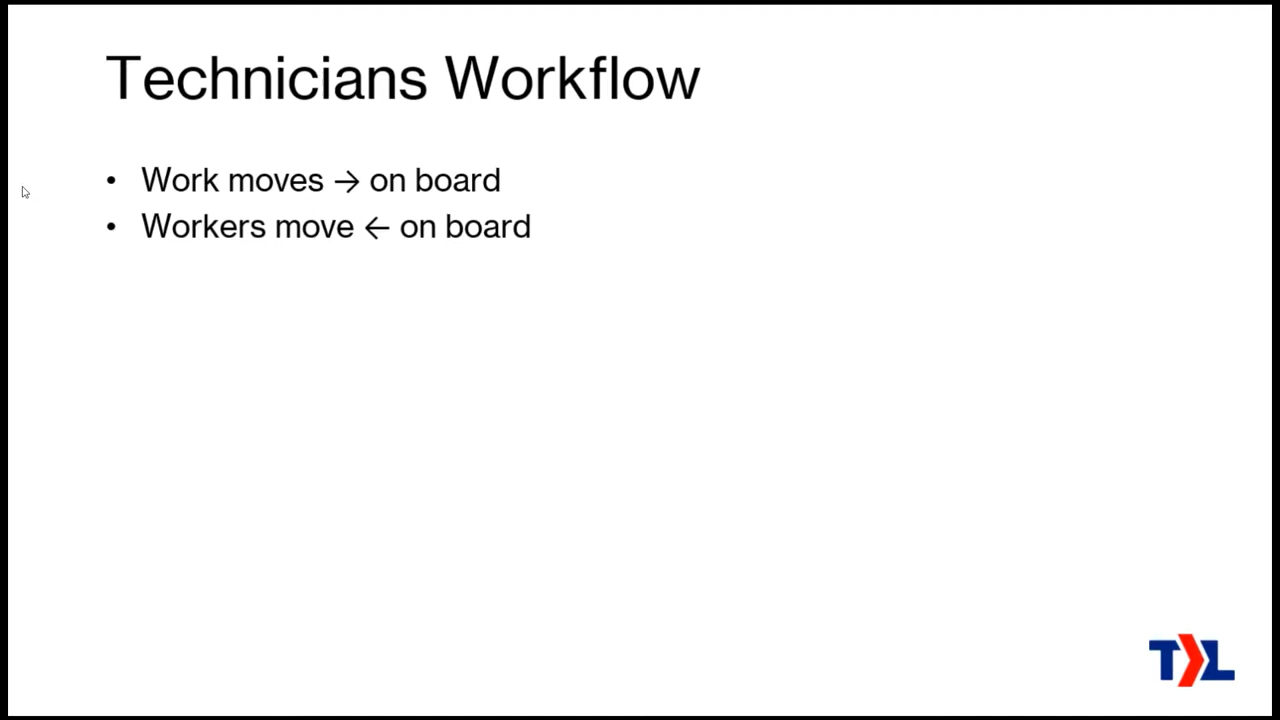 Technicians Workflow
• Work moves → on board
• Workers move ← on board
T>L